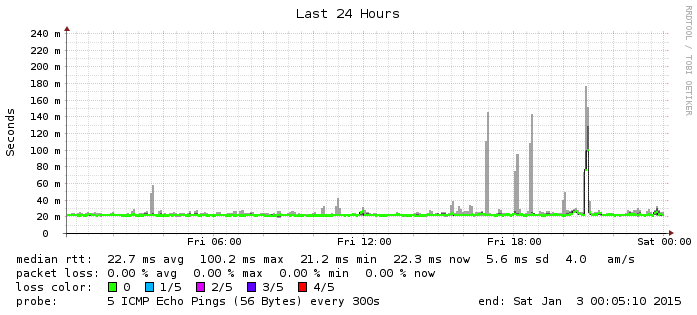 Last 24 Hours
RRDTOOL / TOBI OETIKER
Seconds
240 m
220 m
200 m
180 m
160 m
140 m
120 m
100 m
80 m
60 m
40 m
20 m
0
Fri 06:00 Fri 12:00 Fri 18:00 Sat 00:00
median rtt: 22.7 ms avg 100.2 ms max 21.2 ms min 22.3 ms now 5.6 ms sd 4.0 am/s
packet loss: 0.00 % avg 0.00 % max 0.00 % min 0.00 % now
loss color: 0 1/5 2/5 3/5 4/5
probe: 5 ICMP Echo Pings (56 Bytes) every 300s end: Sat Jan 3 00:05:10 2015